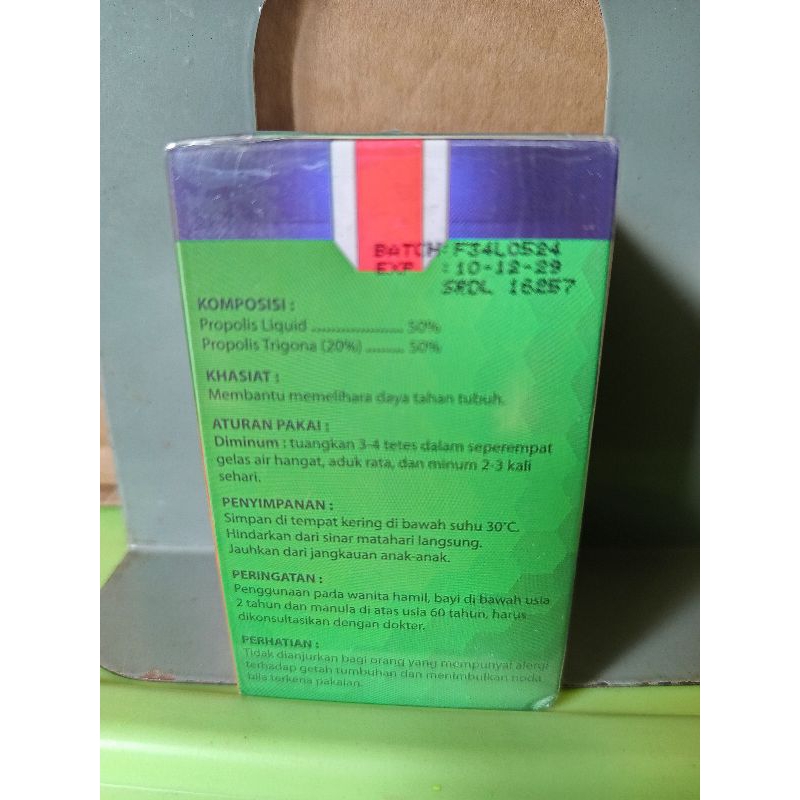 BATCH: F34L0524
EXP : 10-12-29
SRDL 16257
KOMPOSISI :
Propolis Liquid .................... 50%
Propolis Trigona (20%) ......... 50%
KHASIAT :
Membantu memelihara daya tahan tubuh.
ATURAN PAKAI :
Diminum : tuangkan 3-4 tetes dalam seperempat
gelas air hangat, aduk rata, dan minum 2-3 kali
sehari.
PENYIMPANAN :
Simpan di tempat kering di bawah suhu 30°C.
Hindarkan dari sinar matahari langsung.
Jauhkan dari jangkauan anak-anak.
PERINGATAN :
Penggunaan pada wanita hamil, bayi di bawah usia
2 tahun dan manula di atas usia 60 tahun, harus
dikonsultasikan dengan dokter.
PERHATIAN :
Tidak dianjurkan bagi orang yang mempunyai alergi
terhadap getah tumbuhan dan menimbulkan noda
bila terkena pakaian.